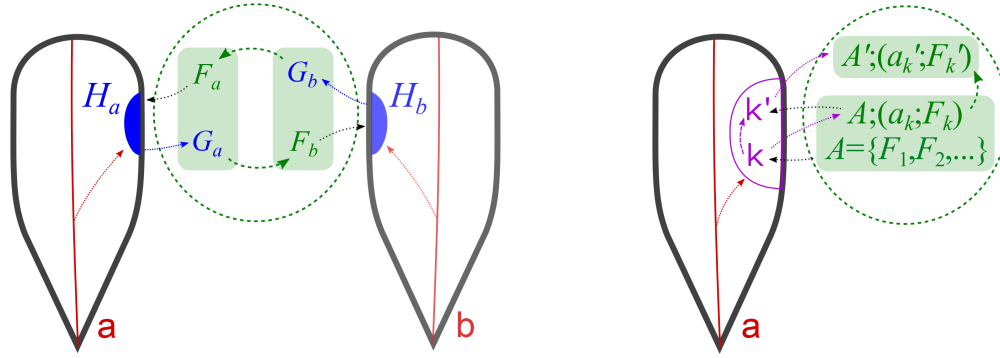 H_a
F_a
G_a
G_b
F_b
H_b
a
b
A';(a_k';F_k')
k'
A;(a_k;F_k)
k
A={F_1,F_2,...}
a